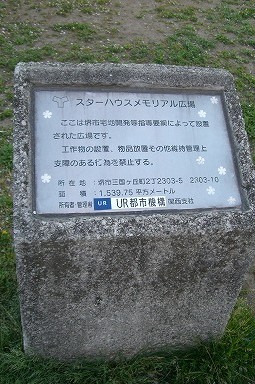 スターハウスメモリアル広場
ここは堺市宅地開発等指導要綱によって設置
された広場です。
工作物の設置、物品放置その他維持管理上
支障のある行為を禁止する。
所在地：堺市三国ヶ丘町2丁2303-5 2303-10
面積：1,539.75 平方メートル
所有者・管理者 UR UR都市機構 関西支社